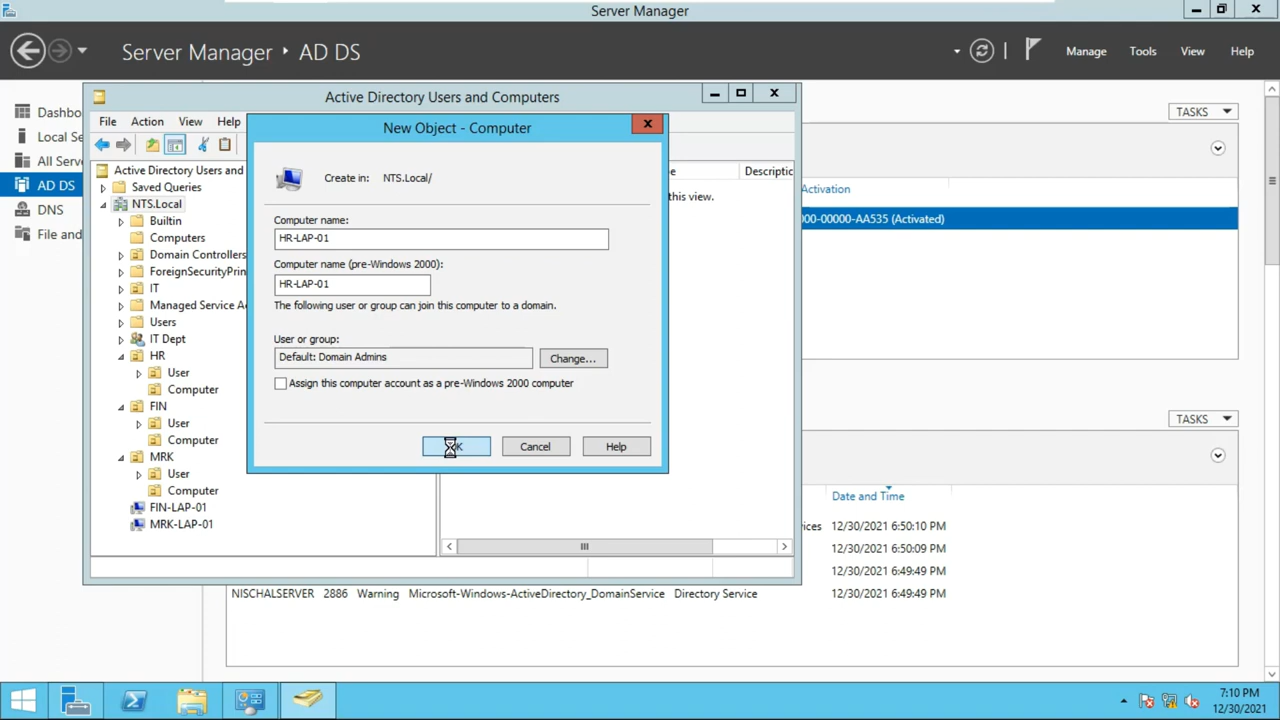 Server Manager
Server Manager ‣ AD DS
Manage Tools View Help
Dashbo
Local Se
All Serve
AD DS
DNS
File and
Active Directory Users and Computers
File Action View Help
Active Directory Users and
Saved Queries
NTS.Local
Builtin
Computers
Domain Controllers
ForeignSecurityPrin
IT
Managed Service Ac
Users
IT Dept
HR
User
Computer
FIN
User
Computer
MRK
User
Computer
FIN-LAP-01
MRK-LAP-01
Descriptic
this view.
New Object - Computer
Create in: NTS.Local/
Computer name:
HR-LAP-01
Computer name (pre-Windows 2000):
HR-LAP-01
The following user or group can join this computer to a domain.
User or group:
Default: Domain Admins
Change...
Assign this computer account as a pre-Windows 2000 computer
Cancel
Help
TASKS
Activation
000-00000-AA535 (Activated)
TASKS
Date and Time
ices 12/30/2021 6:50:10 PM
12/30/2021 6:50:09 PM
12/30/2021 6:49:49 PM
NISCHALSERVER 2886 Warning Microsoft-Windows-ActiveDirectory_DomainService Directory Service 12/30/2021 6:49:49 PM
7:10 PM
12/30/2021